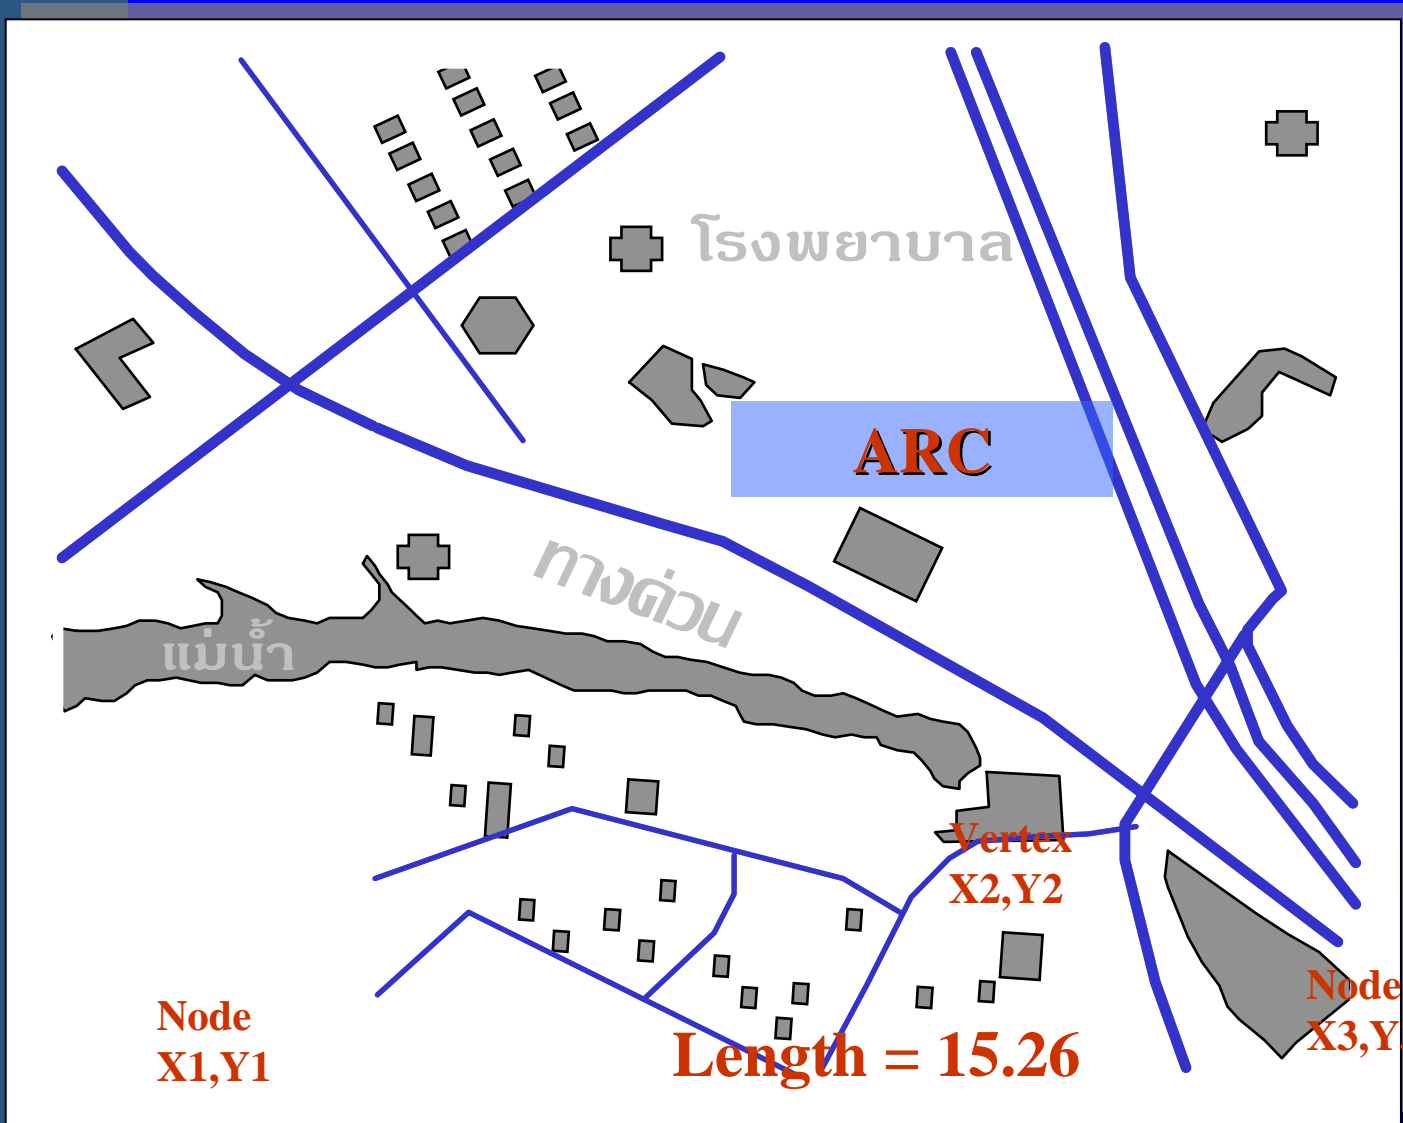 โรงพยาบาล
ARC
ทางด่วน
แม่น้ำ
Vertex
X2,Y2
Node
X3,Y
Node
X1,Y1
Length = 15.26